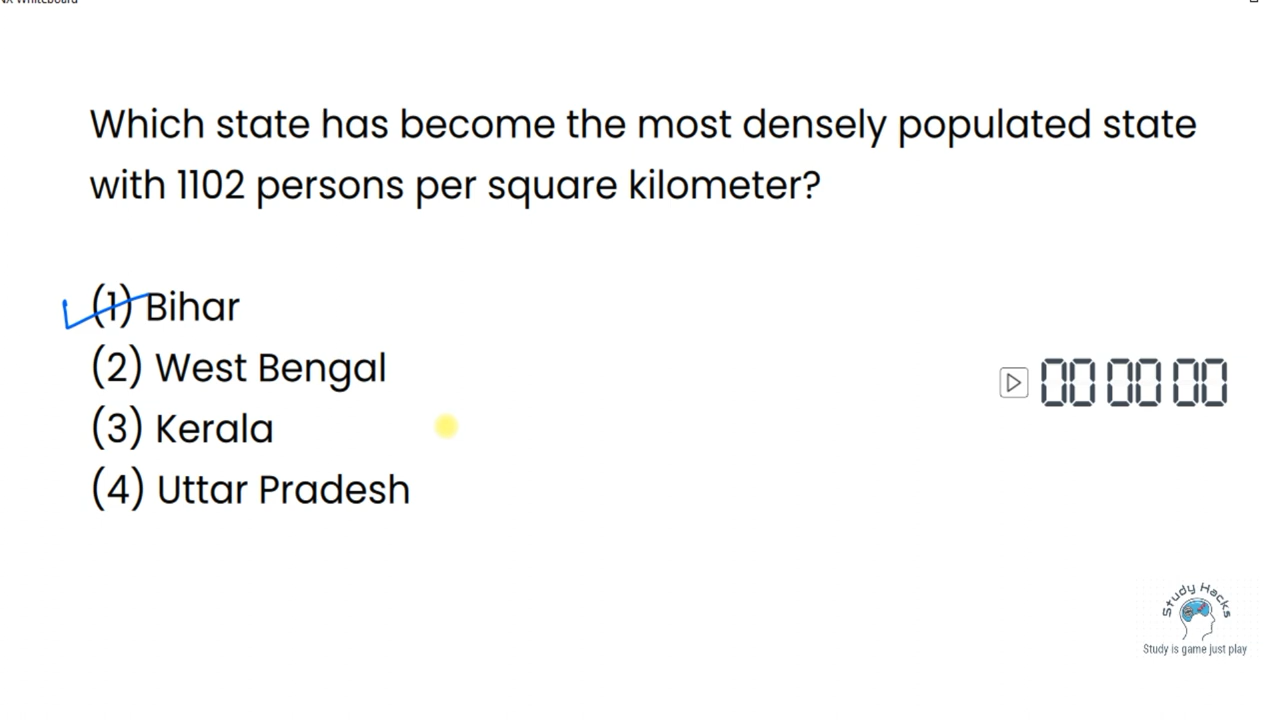 Which state has become the most densely populated state
with 1102 persons per square kilometer?
(1) Bihar
(2) West Bengal
(3) Kerala
(4) Uttar Pradesh
00 00 00
Study Hacks
Study is game just play